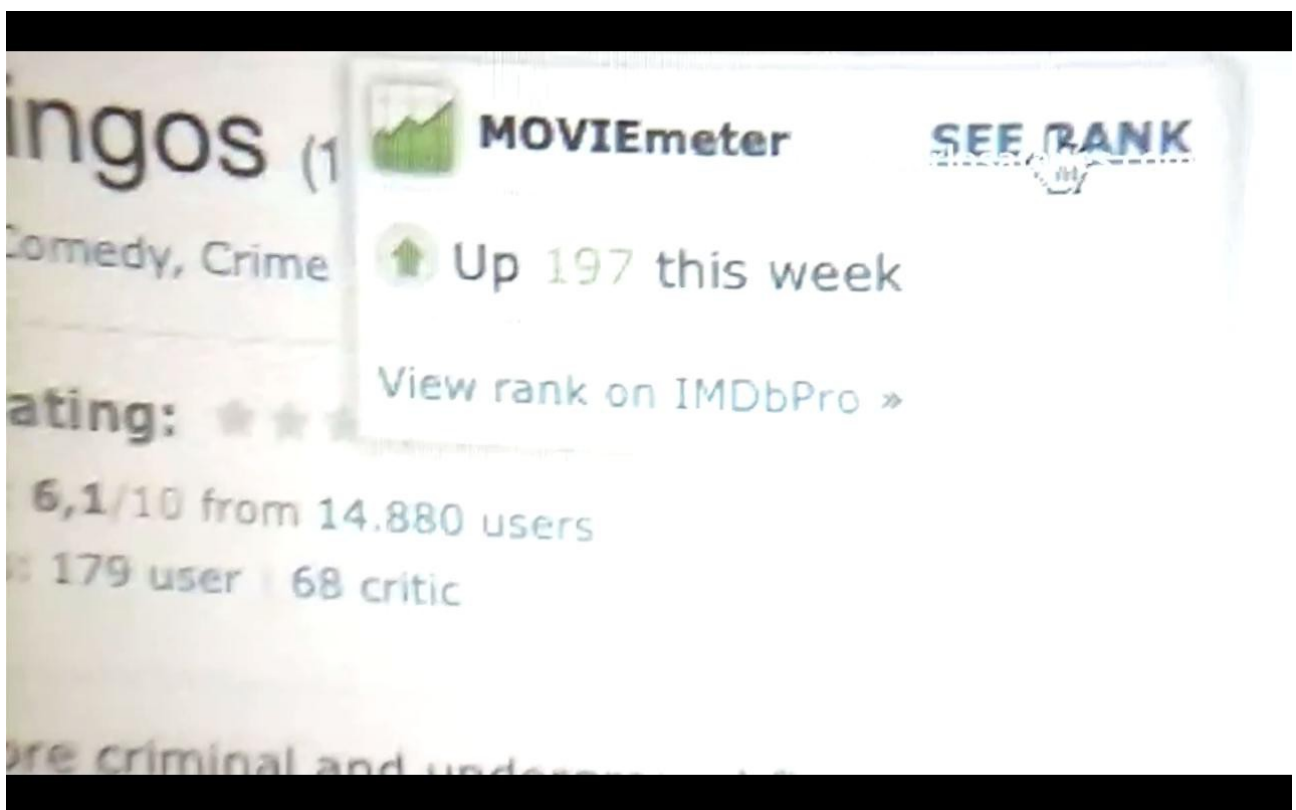 ingos (1
MOVIEmeter SEE RANK
Comedy, Crime
Up 197 this week
View rank on IMDbPro »
ating:
6,1/10 from 14.880 users
179 user | 68 critic
ore criminal and